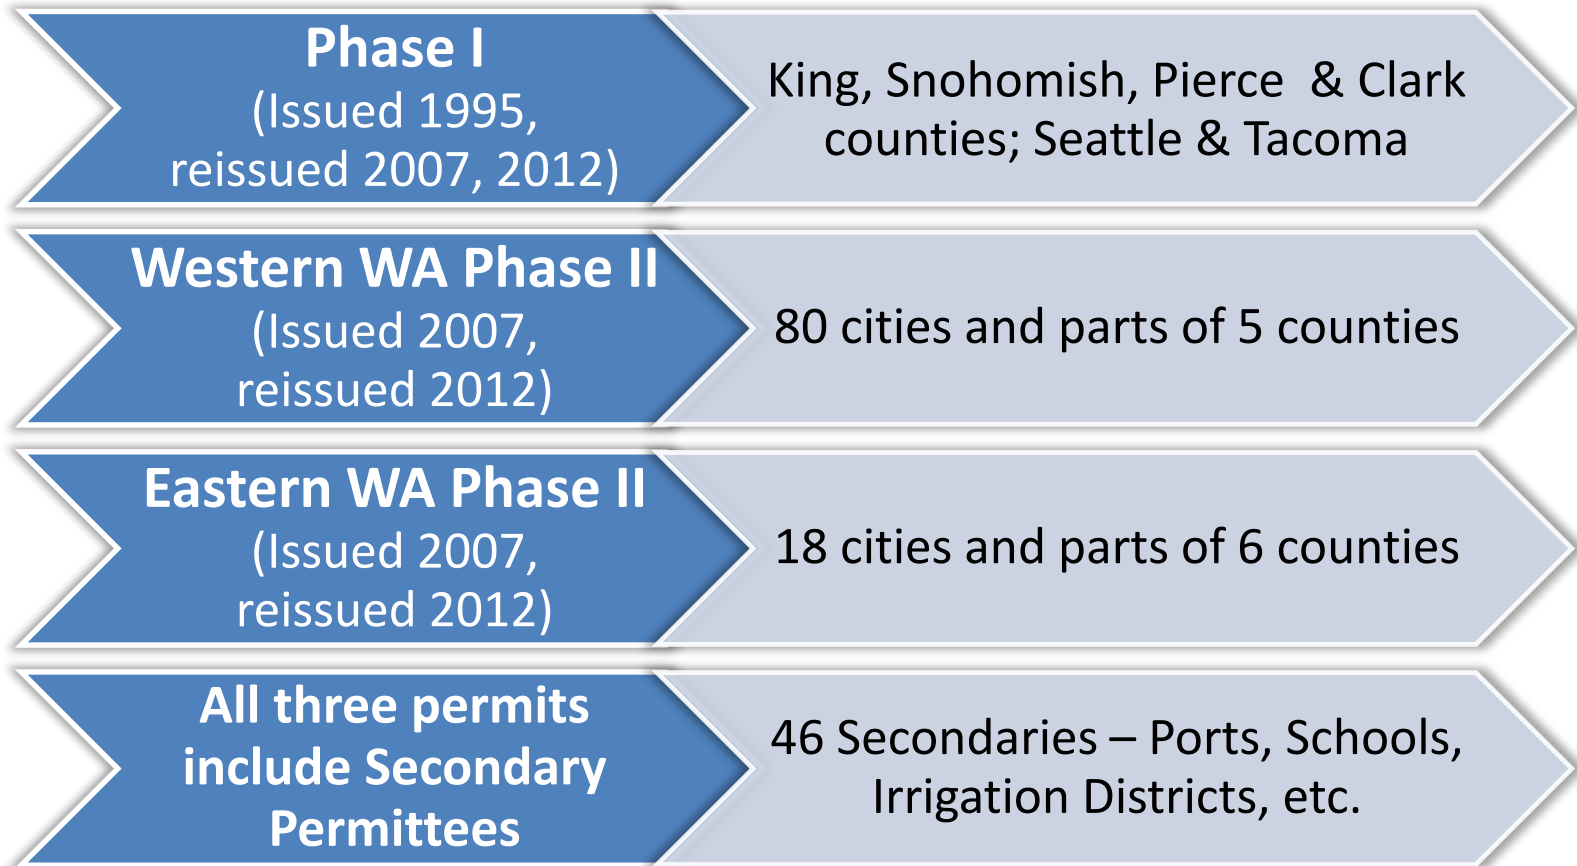 Phase I
(Issued 1995,
reissued 2007, 2012)
King, Snohomish, Pierce & Clark
counties; Seattle & Tacoma
Western WA Phase II
(Issued 2007,
reissued 2012)
80 cities and parts of 5 counties
Eastern WA Phase II
(Issued 2007,
reissued 2012)
18 cities and parts of 6 counties
All three permits
include Secondary
Permittees
46 Secondaries – Ports, Schools,
Irrigation Districts, etc.